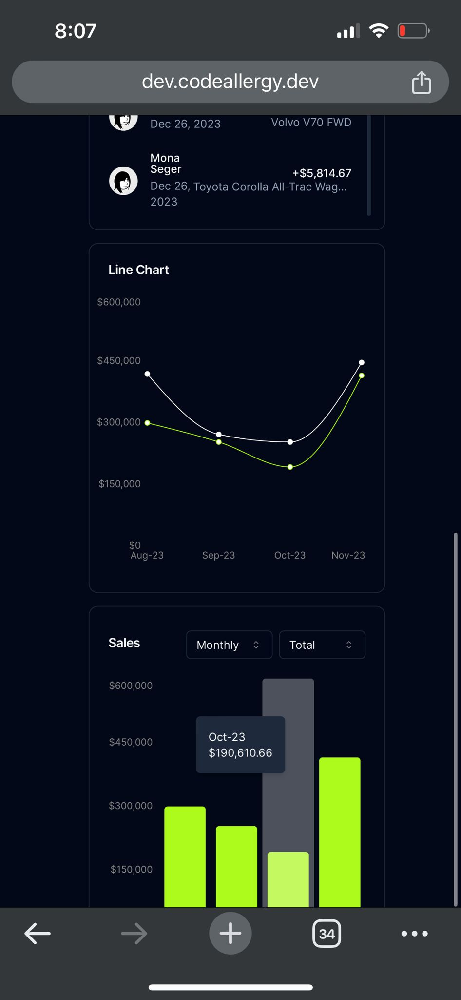 8:07
dev.codeallergy.dev
Dec 26, 2023
Volvo V70 FWD
Mona
Seger
+$5,814.67
Dec 26, Toyota Corolla All-Trac Wag...
2023
Line Chart
$600,000
$450,000
$300,000
$150,000
$0
Aug-23 Sep-23 Oct-23 Nov-23
Sales
Monthly
Total
$600,000
Oct-23
$450,000
$190,610.66
$300,000
$150,000
34